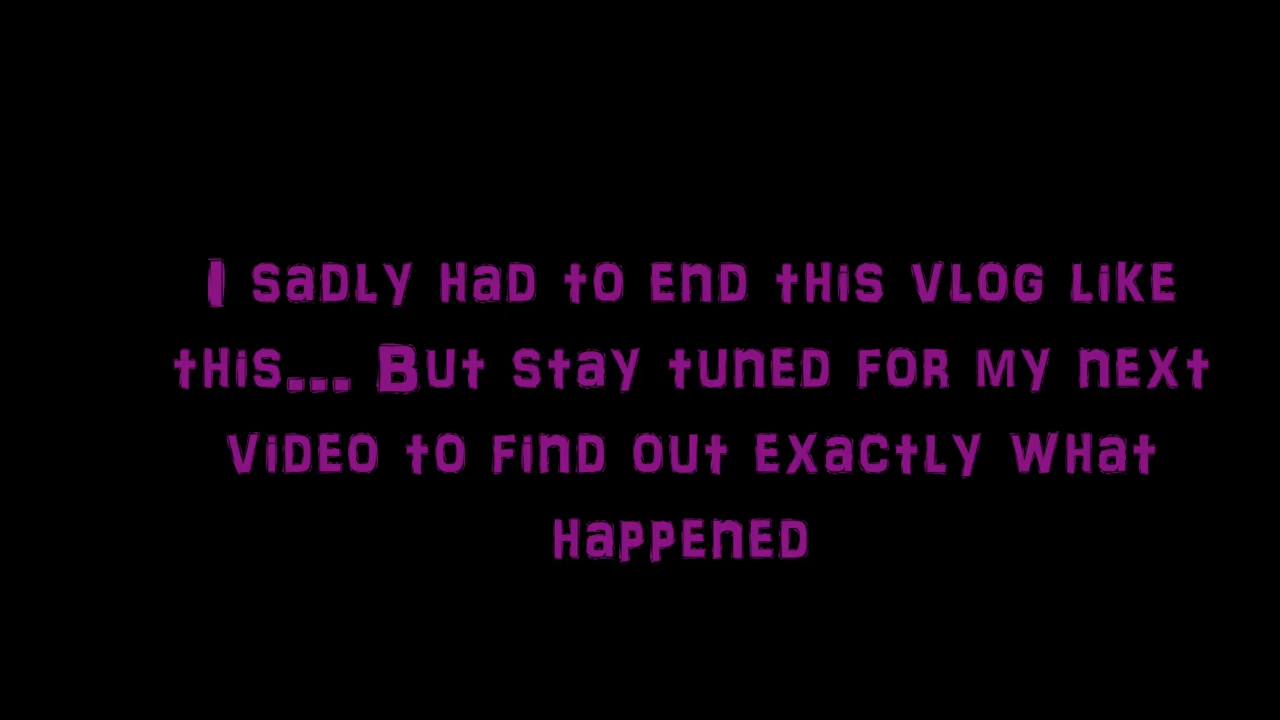 I sadly had to end this vlog like
this... But stay tuned for my next
video to find out exactly what
happened